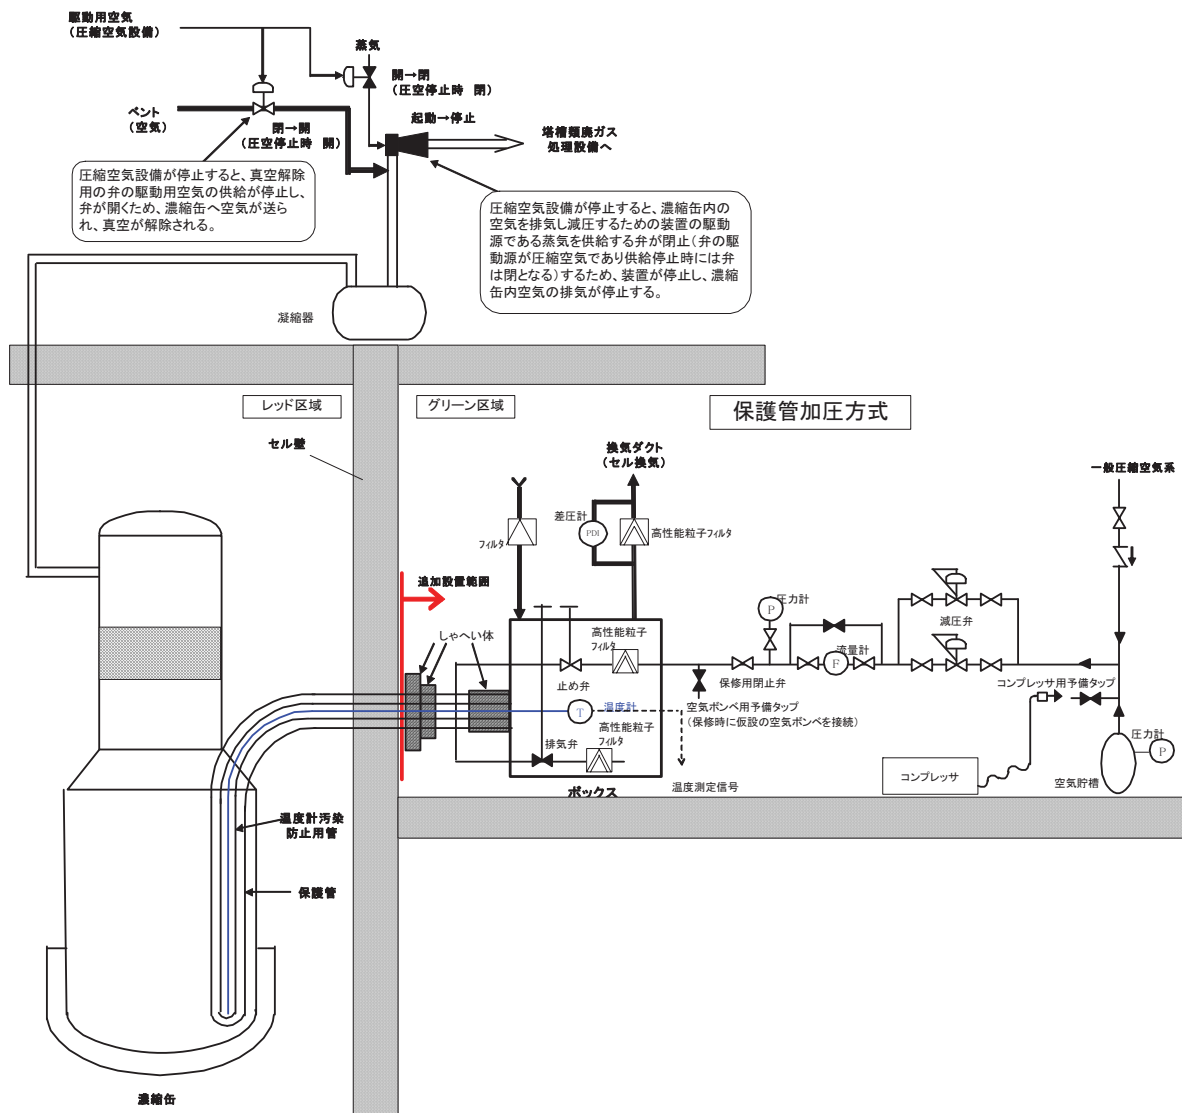 駆動用空気
（圧縮空気設備）
蒸気
開→閉
（圧空停止時　閉）
ベント
（空気）
閉→開
（圧空停止時　開）
起動→停止
塔槽類廃ガス
処理設備へ
圧縮空気設備が停止すると、真空解除
用の弁の駆動用空気の供給が停止し、
弁が開くため、濃縮缶へ空気が送ら
れ、真空が解除される。
圧縮空気設備が停止すると、濃縮缶内の
空気を排気し減圧するための装置の駆動
源である蒸気を供給する弁が閉止（弁の駆
動源が圧縮空気であり供給停止時には弁
は閉となる）するため、装置が停止し、濃縮
缶内空気の排気が停止する。
凝縮器
レッド区域
グリーン区域
保護管加圧方式
セル壁
換気ダクト
（セル換気）
一般圧縮空気系
差圧計
PDI
フィルタ
高性能粒子フィルタ
追加設置範囲
圧力計
P
減圧弁
しゃへい体
高性能粒子
フィルタ
流量計
F
止め弁
保修用閉止弁
コンプレッサ用予備タップ
温度計
T
空気ボンベ用予備タップ
（保修時に仮設の空気ボンベを接続）
高性能粒子
フィルタ
排気弁
圧力計
P
コンプレッサ
空気貯槽
温度測定信号
ボックス
温度計汚染
防止用管
保護管
濃縮缶